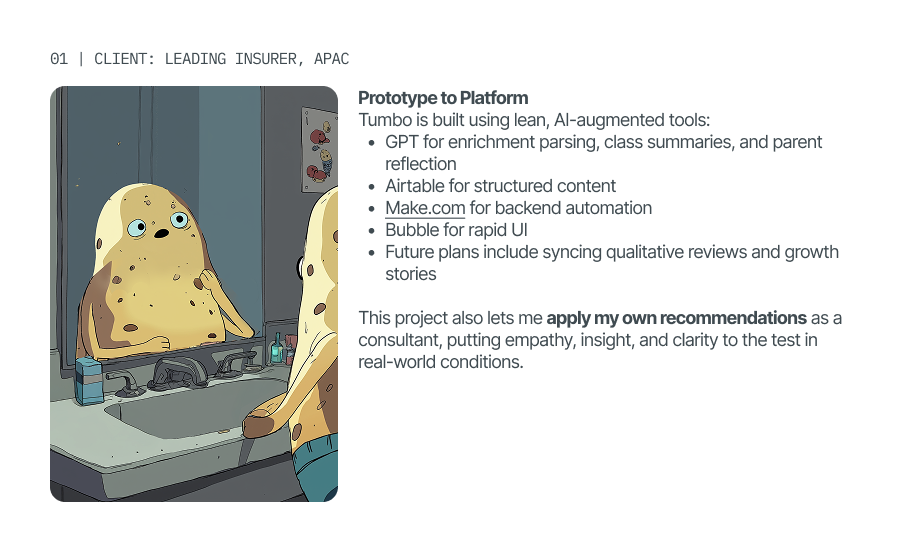 01 | CLIENT: LEADING INSURER, APAC
Prototype to Platform
Tumbo is built using lean, AI-augmented tools:
• GPT for enrichment parsing, class summaries, and parent
reflection
• Airtable for structured content
• Make.com for backend automation
• Bubble for rapid UI
• Future plans include syncing qualitative reviews and growth
stories
This project also lets me apply my own recommendations as a
consultant, putting empathy, insight, and clarity to the test in
real-world conditions.